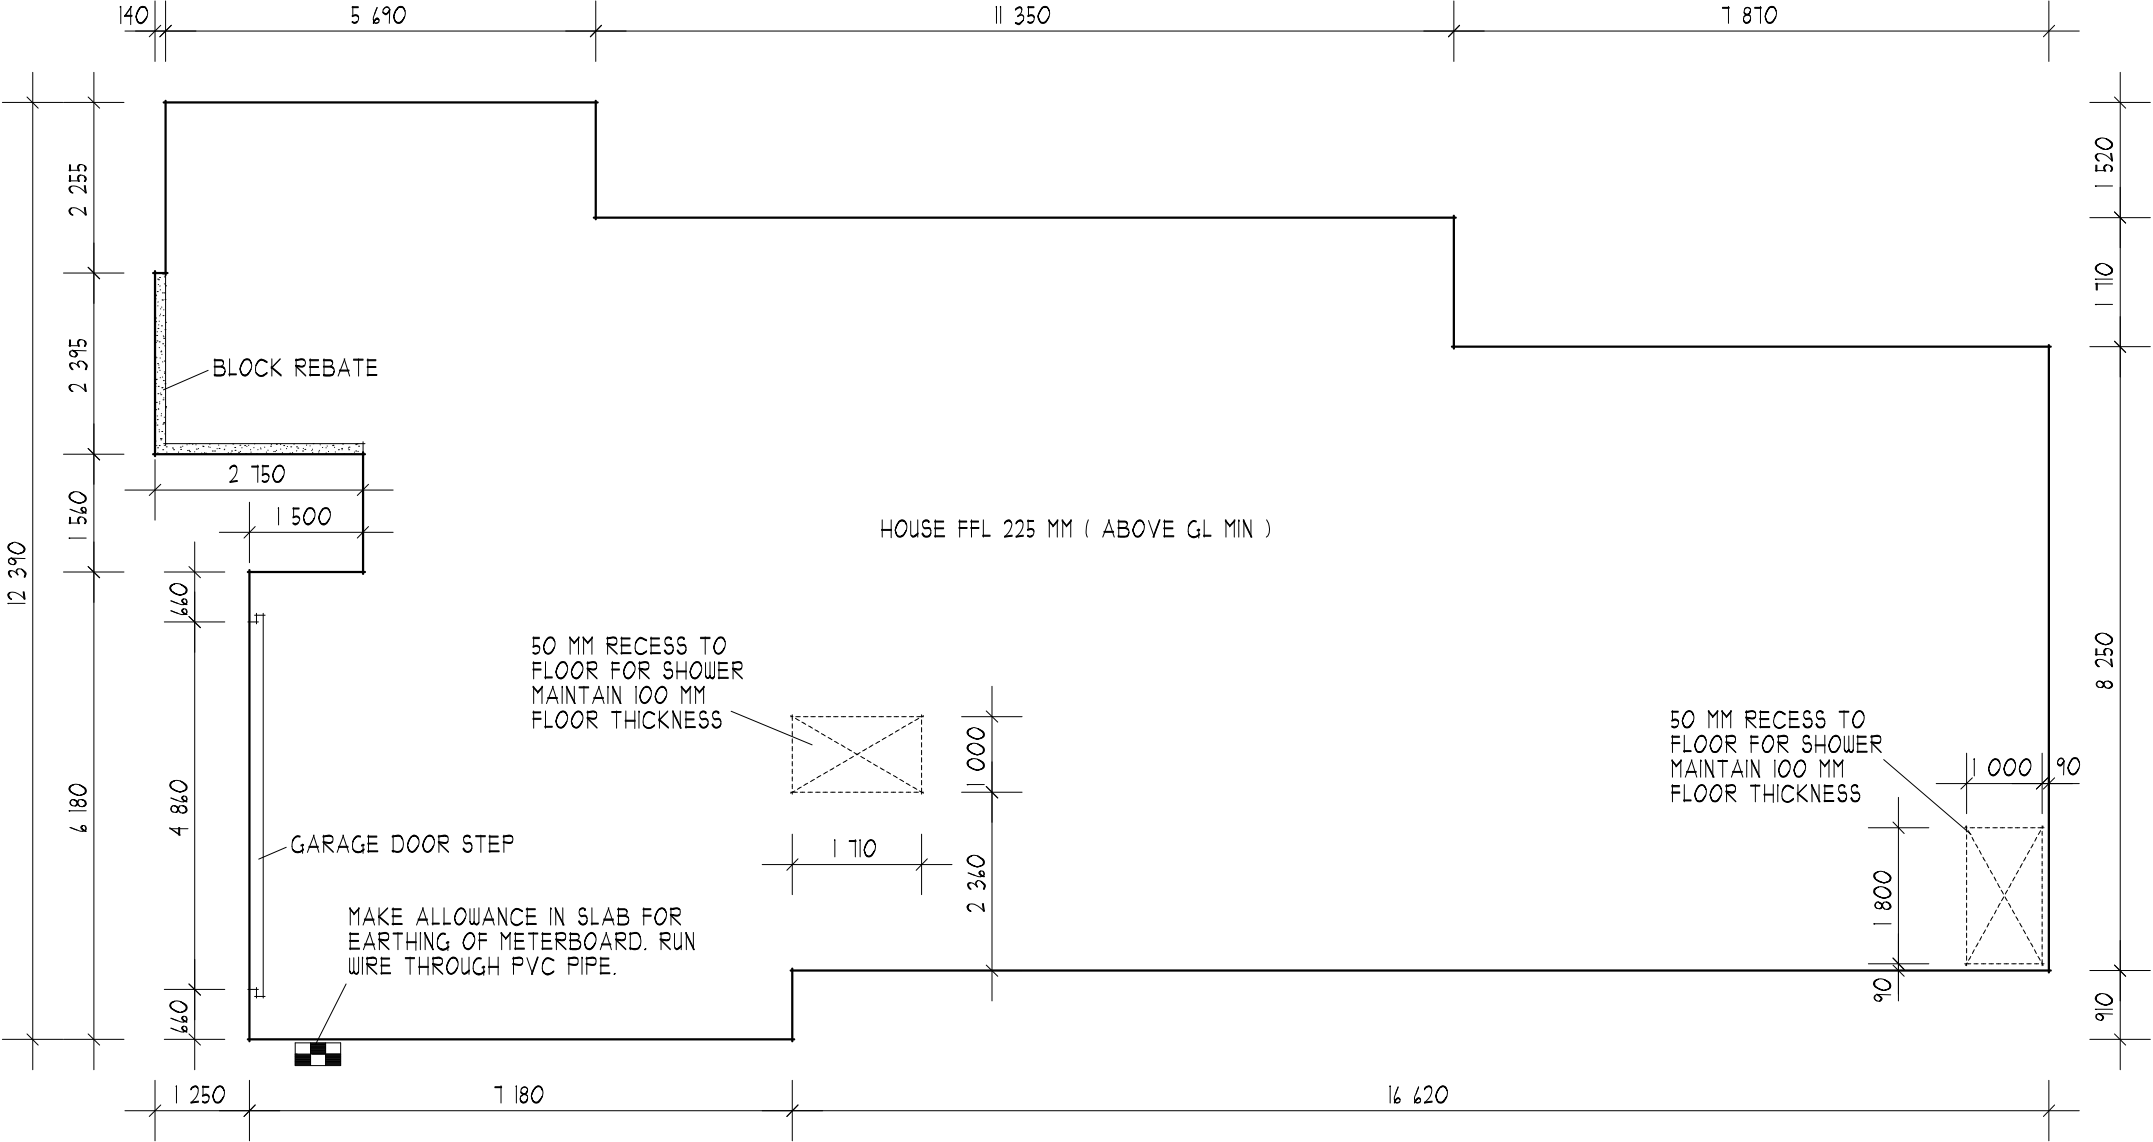 140
5 690
11 350
7 870
2 255
1 520
1 710
2 395
BLOCK REBATE
2 750
1 500
1 560
12 390
HOUSE FFL 225 MM ( ABOVE GL MIN )
660
50 MM RECESS TO
FLOOR FOR SHOWER
MAINTAIN 100 MM
FLOOR THICKNESS
8 250
50 MM RECESS TO
FLOOR FOR SHOWER
MAINTAIN 100 MM
FLOOR THICKNESS
1 000
1 000
90
6 180
4 860
GARAGE DOOR STEP
1 710
2 360
1 800
MAKE ALLOWANCE IN SLAB FOR
EARTHING OF METERBOARD. RUN
WIRE THROUGH PVC PIPE.
660
90
910
1 250
7 180
16 620